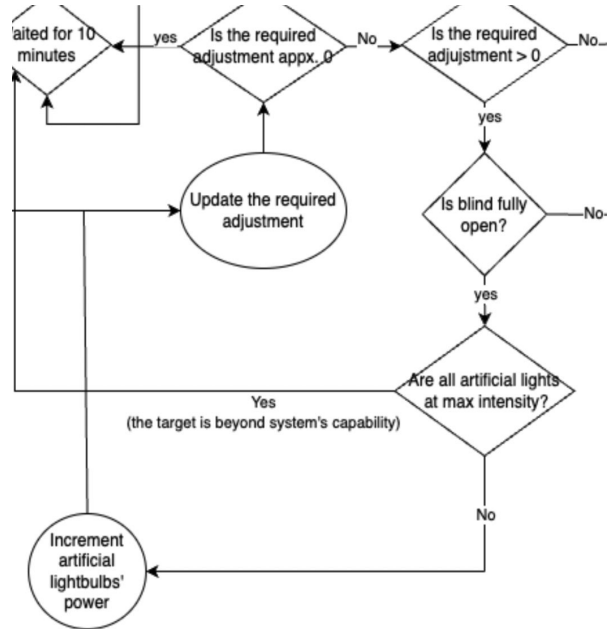 aited for 10
minutes
yes
Is the required
adjustment appx. 0
No
Is the required
adjujstment > 0
No
yes
Update the required
adjustment
Is blind fully
open?
No
yes
Are all artificial lights
at max intensity?
Yes
(the target is beyond system's capability)
No
Increment
artificial
lightbulbs'
power